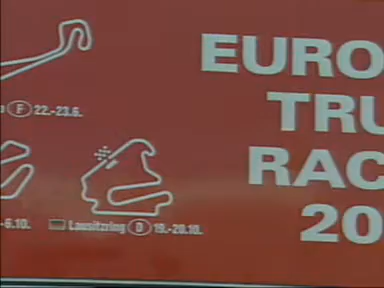 EURO
TRU
RAC
20
F 22.-23.6.
-6.10.
Lausitzring D 19.-20.10.